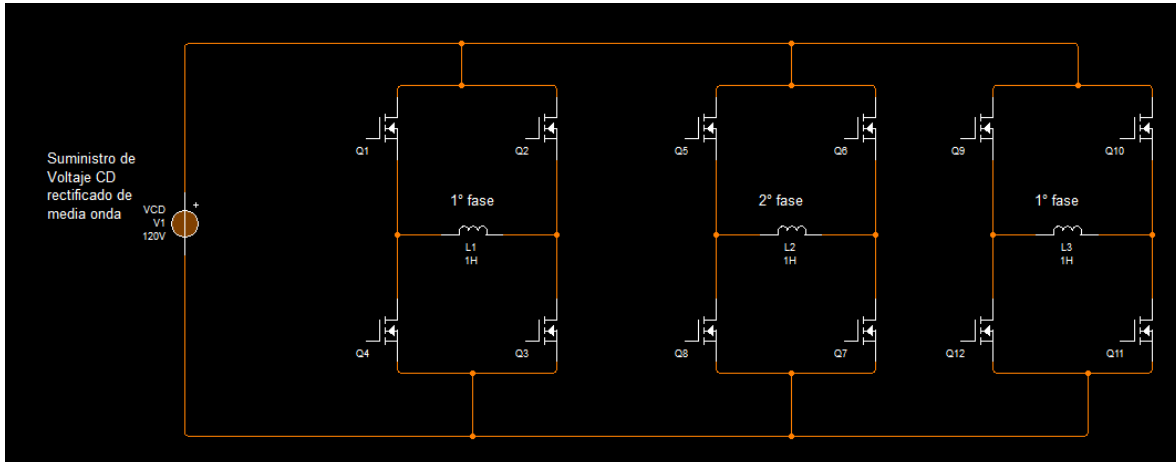 Suministro de
Voltaje CD
rectificado de
media onda
VCD
V1
120V
+
Q1
Q2
1° fase
L1
1H
Q4
Q3
Q5
Q6
2° fase
L2
1H
Q8
Q7
Q9
Q10
1° fase
L3
1H
Q12
Q11